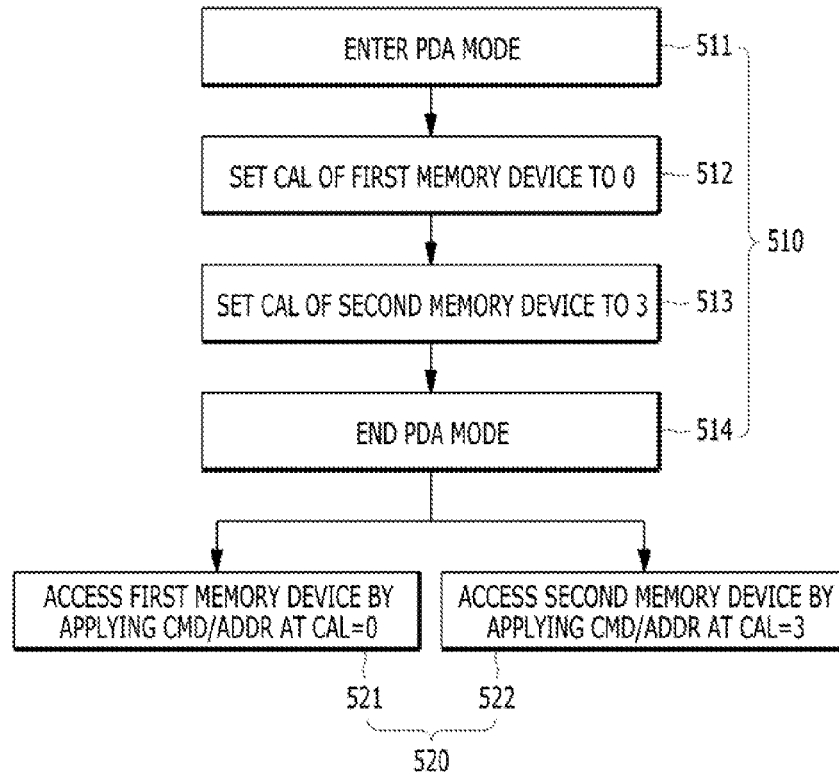 ENTER PDA MODE
511
SET CAL OF FIRST MEMORY DEVICE TO 0
512
510
SET CAL OF SECOND MEMORY DEVICE TO 3
513
END PDA MODE
514
ACCESS FIRST MEMORY DEVICE BY
APPLYING CMD/ADDR AT CAL=0
ACCESS SECOND MEMORY DEVICE BY
APPLYING CMD/ADDR AT CAL=3
521
522
520